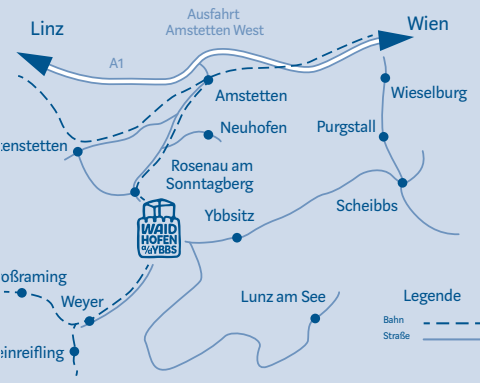 Linz
Ausfahrt
Amstetten West
Wien
A1
Amstetten
Wieselburg
Neuhofen
Purgstall
zenstetten
Rosenau am
Sonntagberg
Scheibbs
WAID
HOFEN
a/d YBBS
Ybbsitz
oßraming
Weyer
Lunz am See
Legende
Bahn
Straße
einreifling